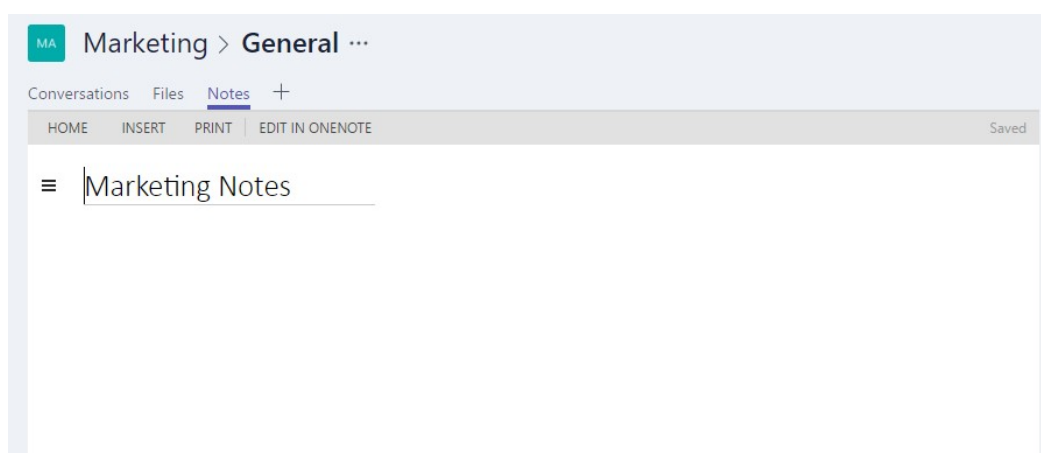 MA Marketing > General ···
Conversations Files Notes +
HOME INSERT PRINT EDIT IN ONENOTE Saved
Marketing Notes